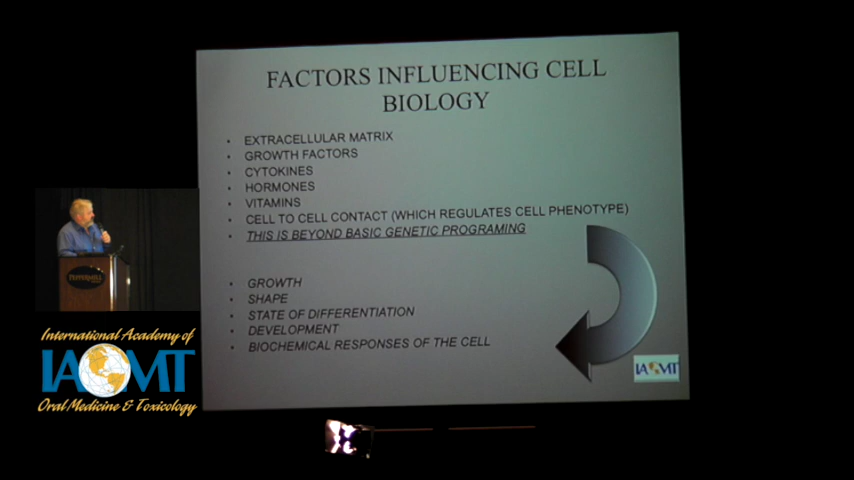 FACTORS INFLUENCING CELL
BIOLOGY
• EXTRACELLULAR MATRIX
• GROWTH FACTORS
• CYTOKINES
• HORMONES
• VITAMINS
• CELL TO CELL CONTACT (WHICH REGULATES CELL PHENOTYPE)
• THIS IS BEYOND BASIC GENETIC PROGRAMING
• GROWTH
• SHAPE
• STATE OF DIFFERENTIATION
• DEVELOPMENT
• BIOCHEMICAL RESPONSES OF THE CELL
IAOMT
PEPPERMILL
International Academy of
IAOMT
Oral Medicine & Toxicology